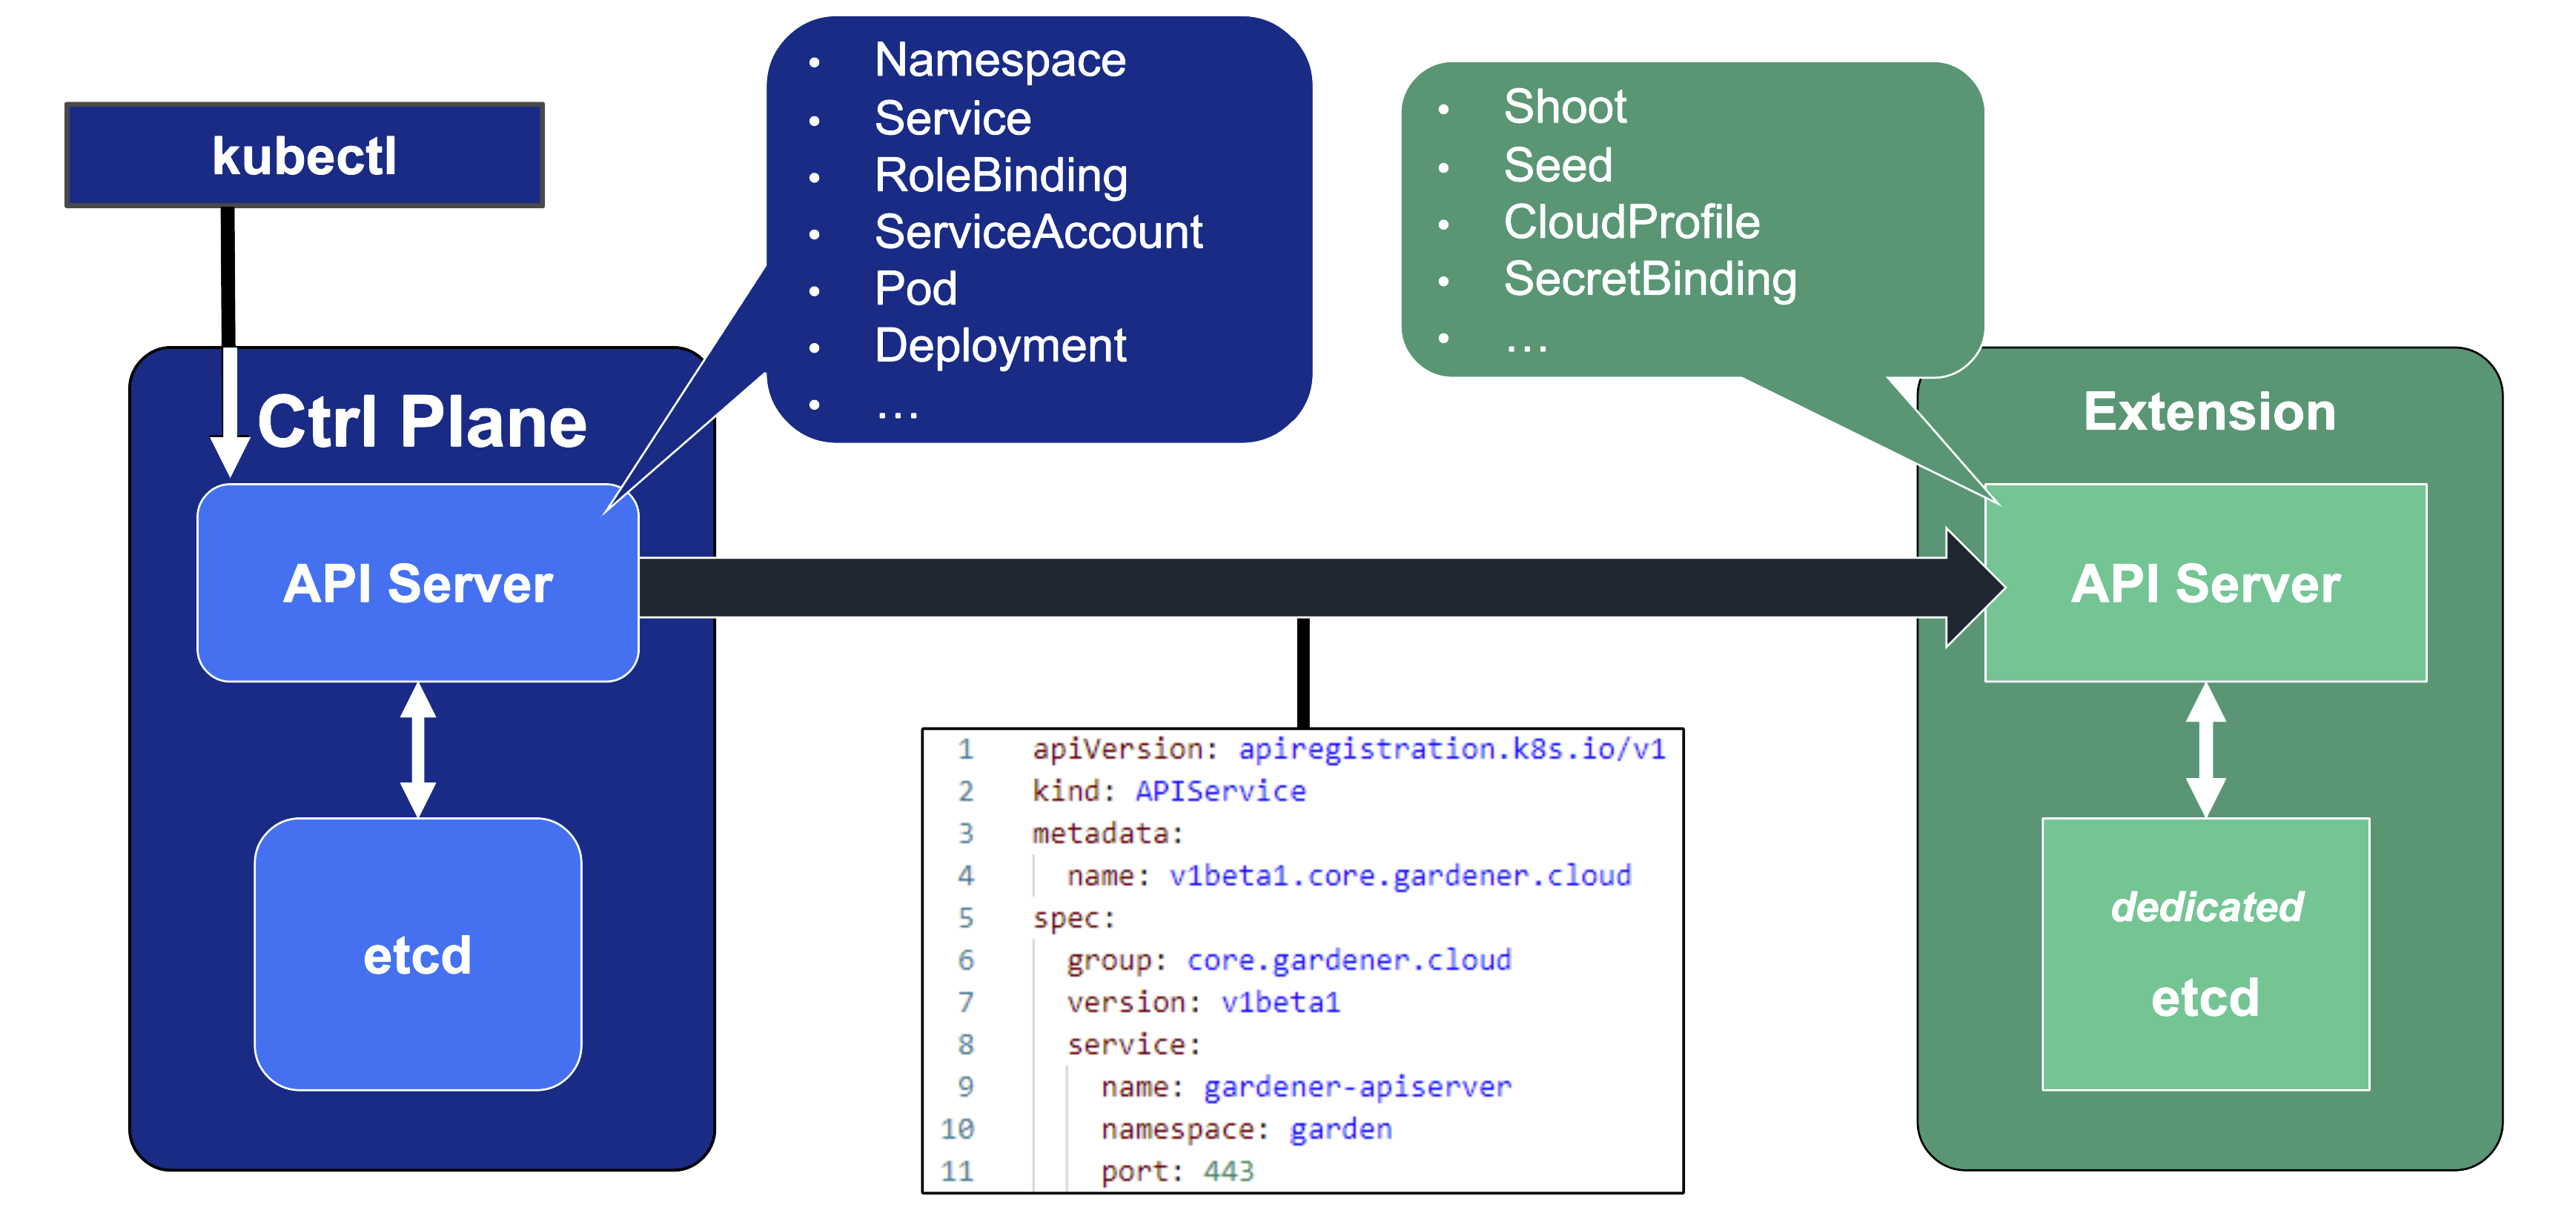 kubectl
Ctrl Plane
API Server
etcd
• Namespace
• Service
• RoleBinding
• ServiceAccount
• Pod
• Deployment
• …
• Shoot
• Seed
• CloudProfile
• SecretBinding
• …
1 apiVersion: apiregistration.k8s.io/v1
2 kind: APIService
3 metadata:
4   name: v1beta1.core.gardener.cloud
5 spec:
6   group: core.gardener.cloud
7   version: v1beta1
8   service:
9     name: gardener-apiserver
10     namespace: garden
11     port: 443
Extension
API Server
dedicated
etcd